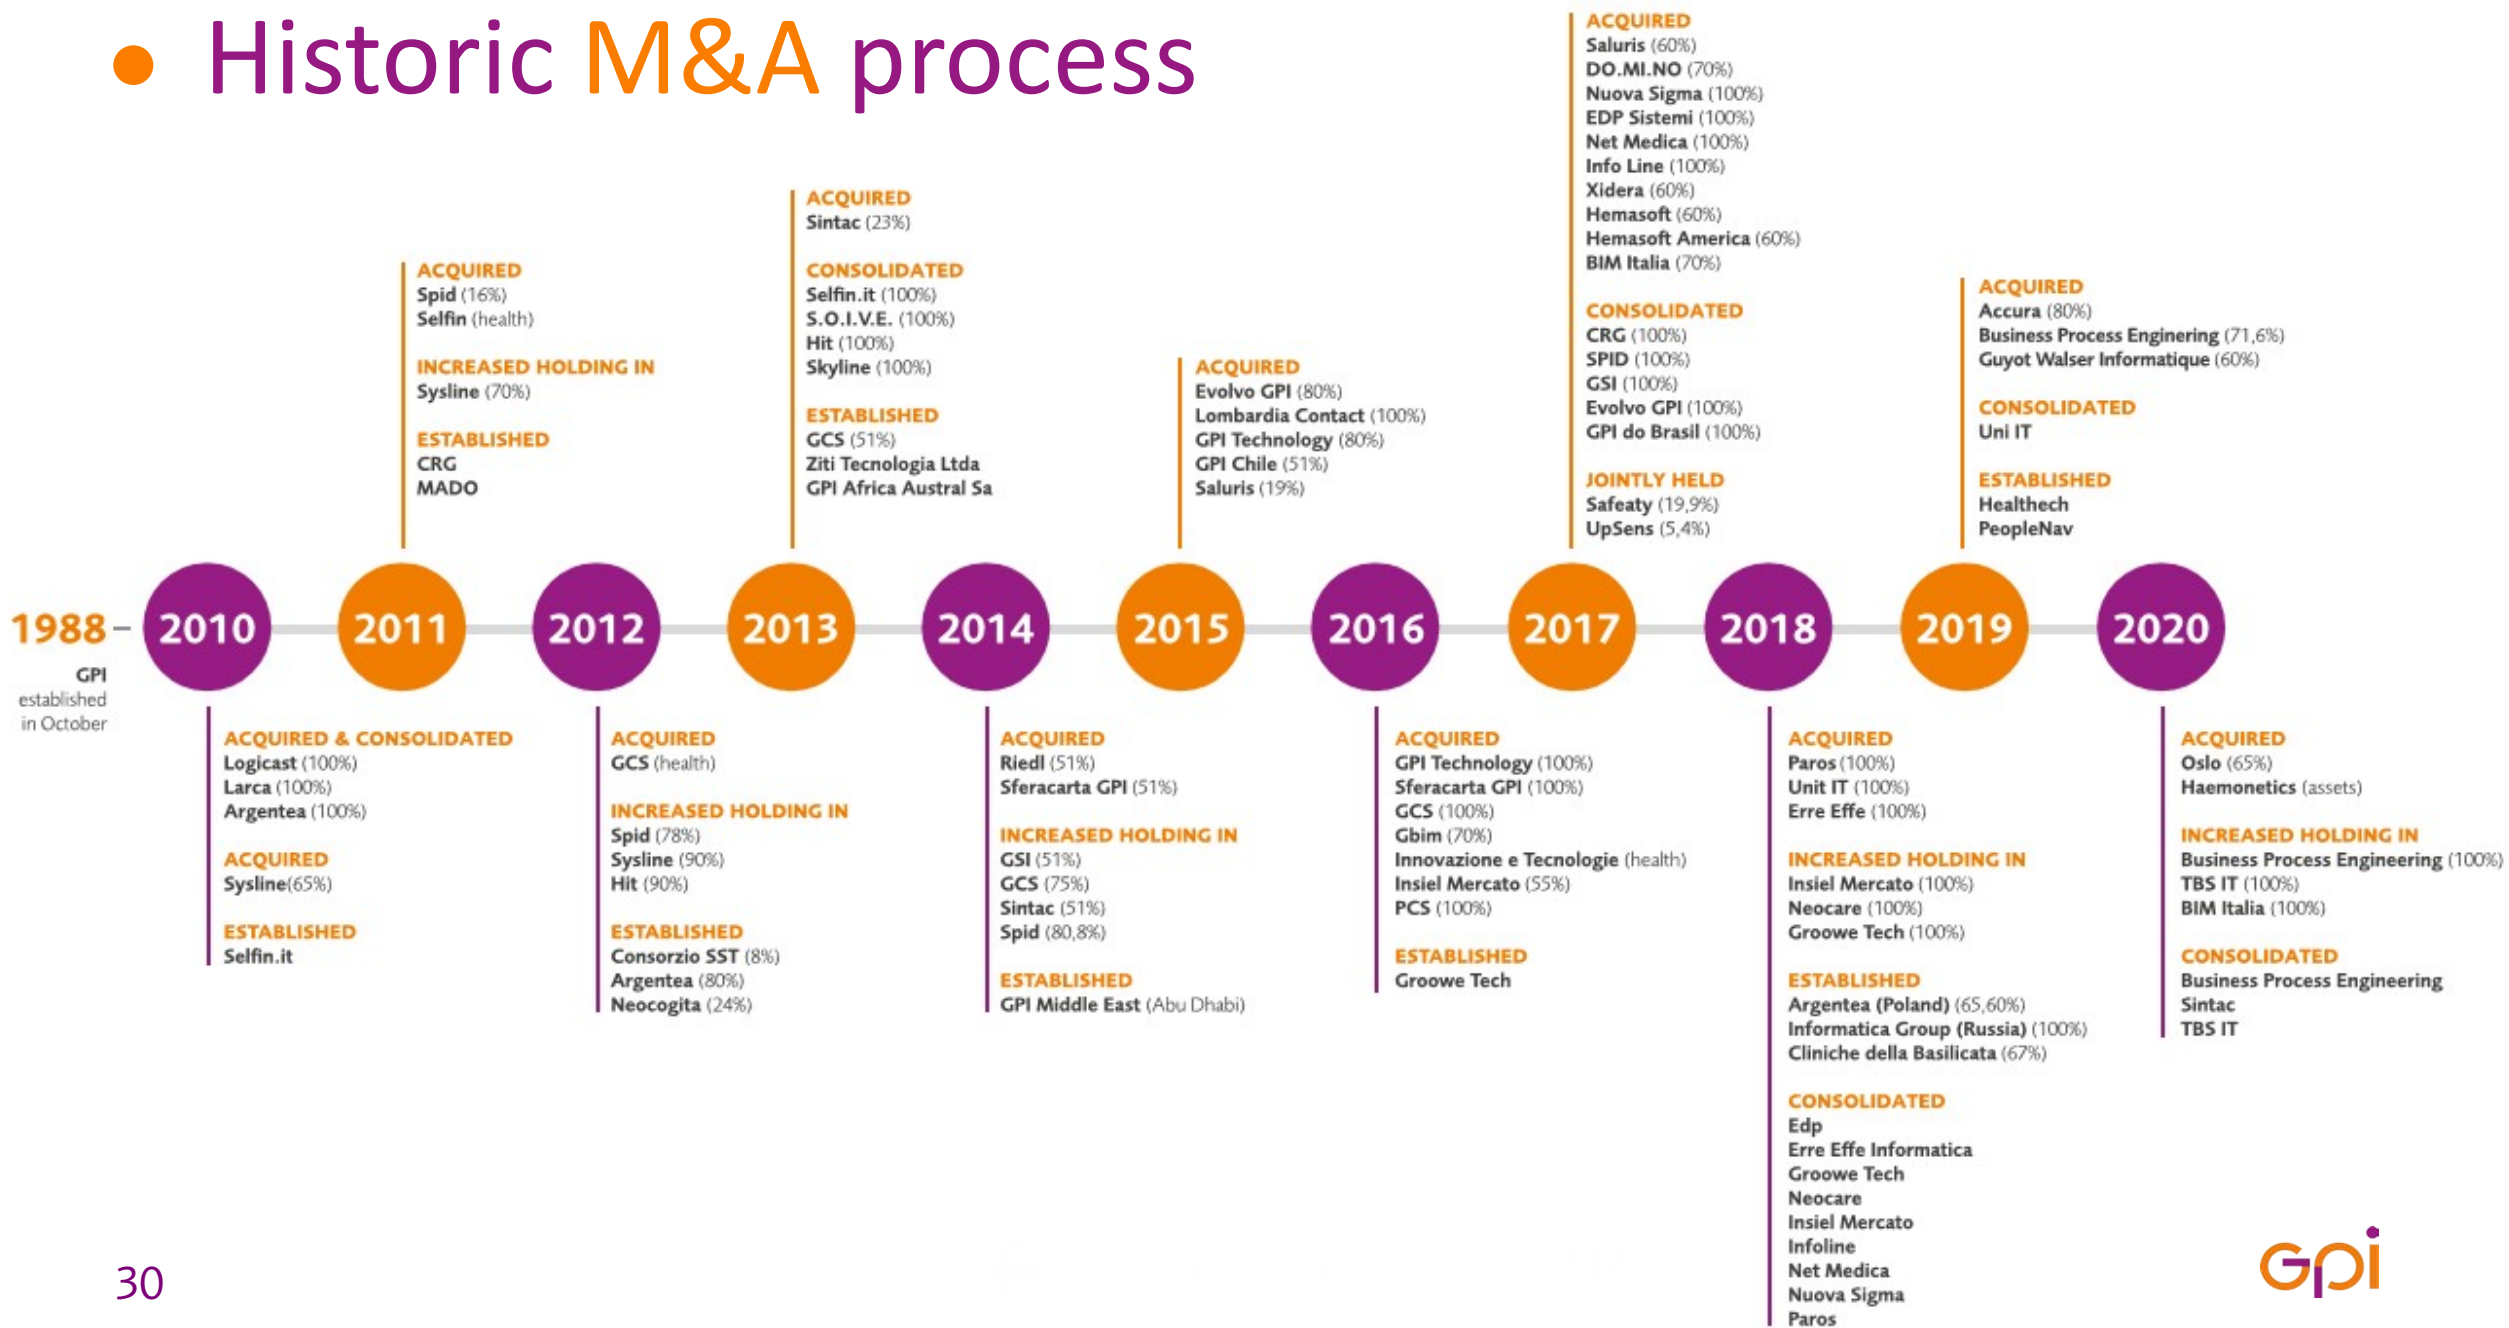 • Historic M&A process
1988
GPI
established
in October
2010
ACQUIRED & CONSOLIDATED
Logicast (100%)
Larca (100%)
Argentea (100%)
ACQUIRED
Sysline(65%)
ESTABLISHED
Selfin.it
2011
ACQUIRED
Spid (16%)
Selfin (health)
INCREASED HOLDING IN
Sysline (70%)
ESTABLISHED
CRG
MADO
2012
ACQUIRED
GCS (health)
INCREASED HOLDING IN
Spid (78%)
Sysline (90%)
Hit (90%)
ESTABLISHED
Consorzio SST (8%)
Argentea (80%)
Neocogita (24%)
2013
ACQUIRED
Sintac (23%)
CONSOLIDATED
Selfin.it (100%)
S.O.I.V.E. (100%)
Hit (100%)
Skyline (100%)
ESTABLISHED
GCS (51%)
Ziti Tecnologia Ltda
GPI Africa Austral Sa
2014
ACQUIRED
Riedl (51%)
Sferacarta GPI (51%)
INCREASED HOLDING IN
GSI (51%)
GCS (75%)
Sintac (51%)
Spid (80,8%)
ESTABLISHED
GPI Middle East (Abu Dhabi)
2015
ACQUIRED
Evolvo GPI (80%)
Lombardia Contact (100%)
GPI Technology (80%)
GPI Chile (51%)
Saluris (19%)
2016
ACQUIRED
GPI Technology (100%)
Sferacarta GPI (100%)
GCS (100%)
Gbim (70%)
Innovazione e Tecnologie (health)
Insiel Mercato (55%)
PCS (100%)
ESTABLISHED
Groowe Tech
2017
ACQUIRED
Saluris (60%)
DO.MI.NO (70%)
Nuova Sigma (100%)
EDP Sistemi (100%)
Net Medica (100%)
Info Line (100%)
Xidera (60%)
Hemasoft (60%)
Hemasoft America (60%)
BIM Italia (70%)
CONSOLIDATED
CRG (100%)
SPID (100%)
GSI (100%)
Evolvo GPI (100%)
GPI do Brasil (100%)
JOINTLY HELD
Safeaty (19,9%)
UpSens (5,4%)
2018
ACQUIRED
Paros (100%)
Unit IT (100%)
Erre Effe (100%)
INCREASED HOLDING IN
Insiel Mercato (100%)
Neocare (100%)
Groowe Tech (100%)
ESTABLISHED
Argentea (Poland) (65,60%)
Informatica Group (Russia) (100%)
Cliniche della Basilicata (67%)
CONSOLIDATED
Edp
Erre Effe Informatica
Groowe Tech
Neocare
Insiel Mercato
Infoline
Net Medica
Nuova Sigma
Paros
2019
ACQUIRED
Accura (80%)
Business Process Enginering (71,6%)
Guyot Walser Informatique (60%)
CONSOLIDATED
Uni IT
ESTABLISHED
Healthech
PeopleNav
2020
ACQUIRED
Oslo (65%)
Haemonetics (assets)
INCREASED HOLDING IN
Business Process Engineering (100%)
TBS IT (100%)
BIM Italia (100%)
CONSOLIDATED
Business Process Engineering
Sintac
TBS IT
30
Gpi